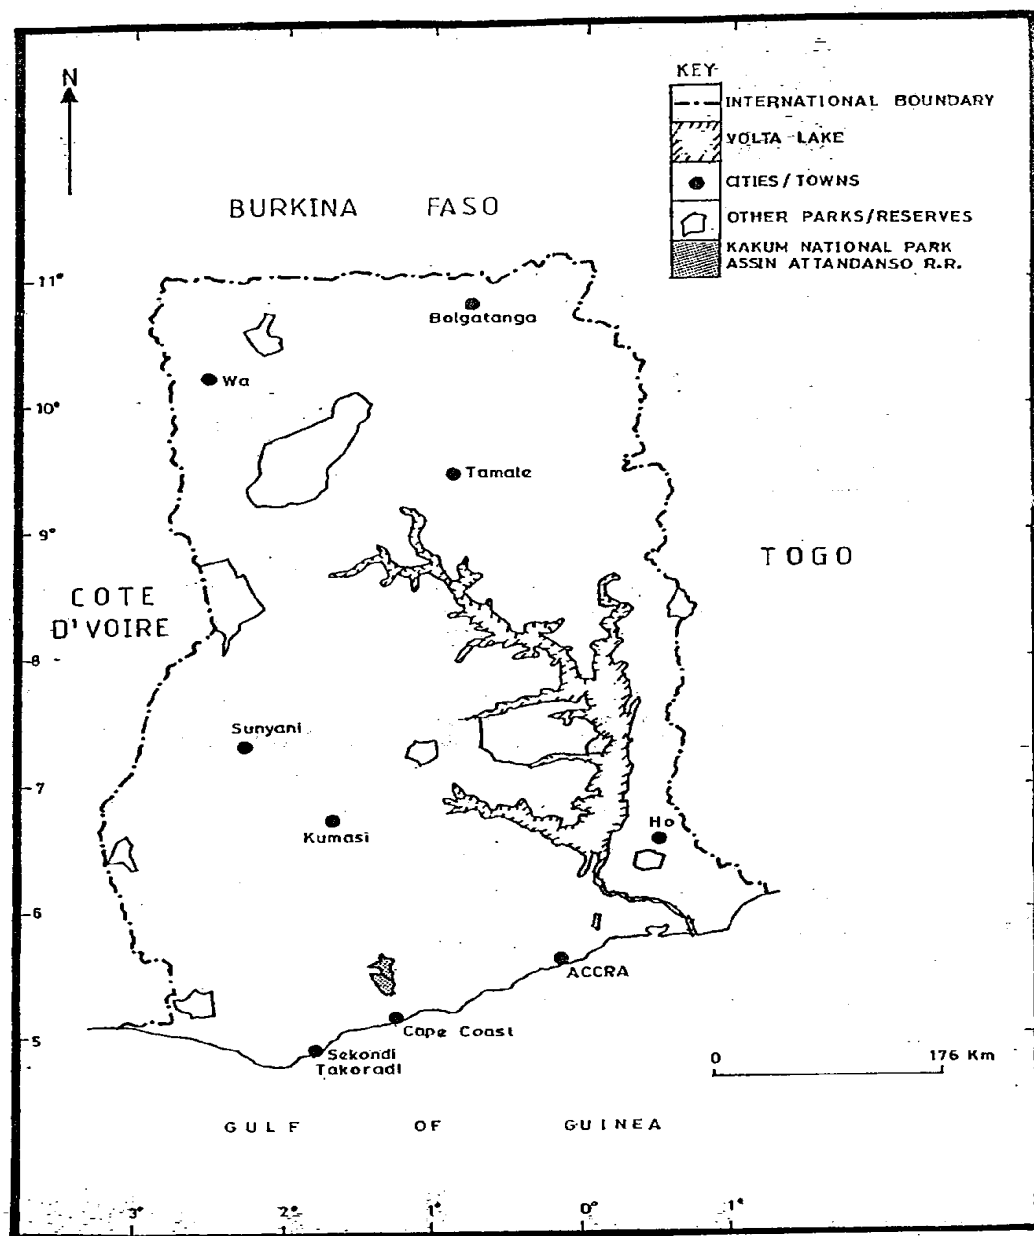 N
KEY
INTERNATIONAL BOUNDARY
VOLTA LAKE
CITIES/TOWNS
OTHER PARKS/RESERVES
KAKUM NATIONAL PARK
ASSIN ATTANDANSO R.R.
BURKINA FASO
11°
Bolgatanga
Wa
10°
Tamale
9°
TOGO
COTE
D'VOIRE
8
Sunyani
7
Ho
Kumasi
6
ACCRA
Cape Coast
5
Sekondi
Takoradi
0 176 Km
GULF OF GUINEA
3° 2° 1° 0° 1°